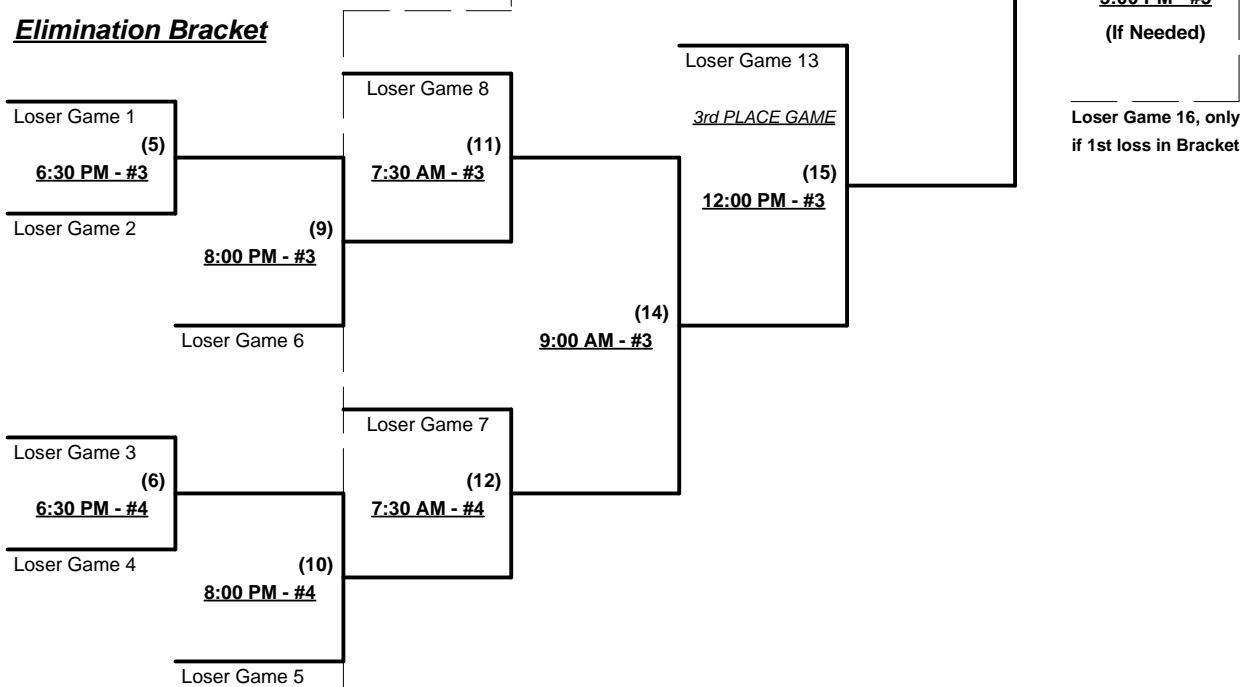 Elimination Bracket
(If Needed)
Loser Game 16, only
if 1st loss in Bracket
Loser Game 13
3rd PLACE GAME
(15)
12:00 PM - #3
Loser Game 8
(11)
7:30 AM - #3
Loser Game 1
(5)
6:30 PM - #3
Loser Game 2
(9)
8:00 PM - #3
Loser Game 6
(14)
9:00 AM - #3
Loser Game 7
(12)
7:30 AM - #4
Loser Game 3
(6)
6:30 PM - #4
Loser Game 4
(10)
8:00 PM - #4
Loser Game 5